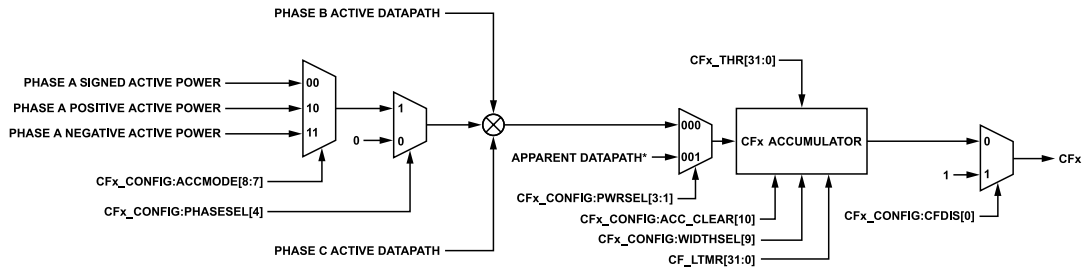 PHASE B ACTIVE DATAPATH
CFx_THR[31:0]
PHASE A SIGNED ACTIVE POWER
00
PHASE A POSITIVE ACTIVE POWER
10
1
000
CFx ACCUMULATOR
0
PHASE A NEGATIVE ACTIVE POWER
11
0
0
APPARENT DATAPATH*
001
1
1
CFx
CFx_CONFIG:ACCMODE[8:7]
CFx_CONFIG:PWRSEL[3:1]
CFx_CONFIG:PHASESEL[4]
CFx_CONFIG:ACC_CLEAR[10]
CFx_CONFIG:CFDIS[0]
CFx_CONFIG:WIDTHSEL[9]
PHASE C ACTIVE DATAPATH
CF_LTMR[31:0]